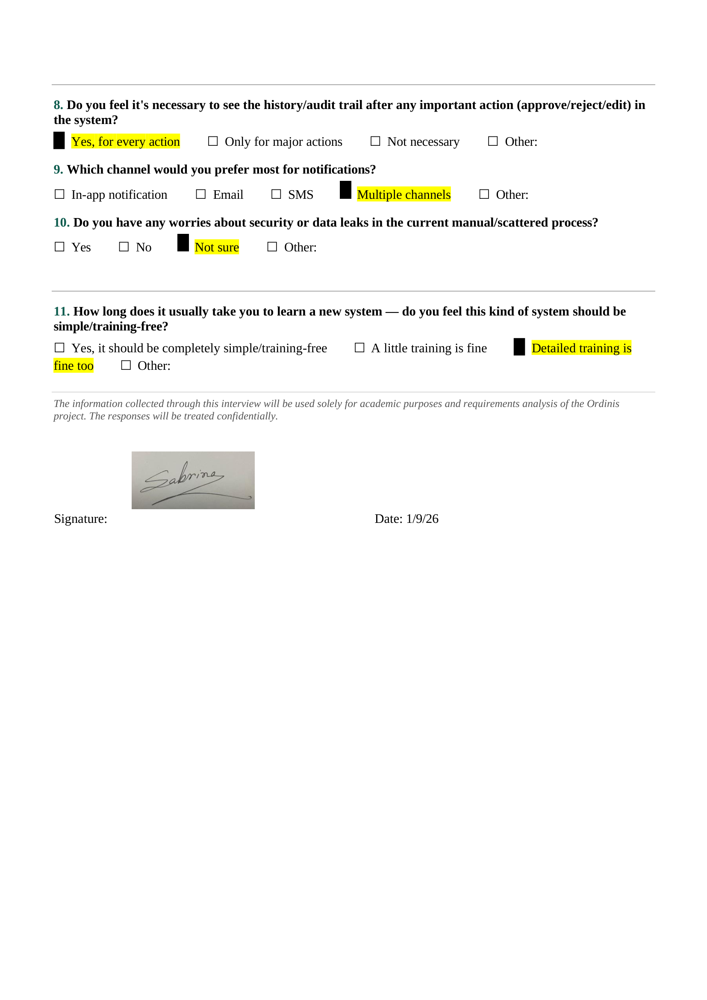 8. Do you feel it's necessary to see the history/audit trail after any important action (approve/reject/edit) in
the system?
■ Yes, for every action ☐ Only for major actions ☐ Not necessary ☐ Other:
9. Which channel would you prefer most for notifications?
☐ In-app notification ☐ Email ☐ SMS ■ Multiple channels ☐ Other:
10. Do you have any worries about security or data leaks in the current manual/scattered process?
☐ Yes ☐ No ■ Not sure ☐ Other:
11. How long does it usually take you to learn a new system — do you feel this kind of system should be
simple/training-free?
☐ Yes, it should be completely simple/training-free ☐ A little training is fine ■ Detailed training is
fine too ☐ Other:
The information collected through this interview will be used solely for academic purposes and requirements analysis of the Ordinis
project. The responses will be treated confidentially.
Sabrina
Signature: Date: 1/9/26